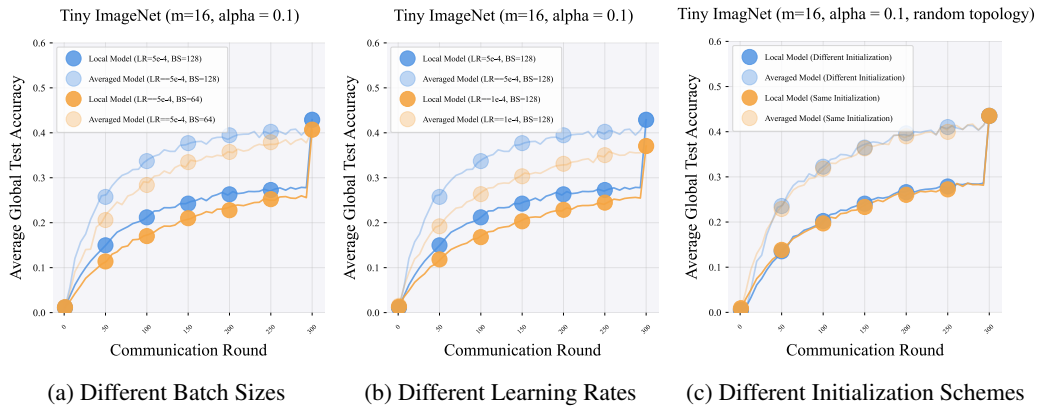 Tiny ImageNet (m=16, alpha = 0.1)
Average Global Test Accuracy
0.6
0.5
0.4
0.3
0.2
0.1
0.0
Local Model (LR=5e-4, BS=128)
Averaged Model (LR==5e-4, BS=128)
Local Model (LR==5e-4, BS=64)
Averaged Model (LR==5e-4, BS=64)
0 50 100 150 200 250 300
Communication Round
(a) Different Batch Sizes
Tiny ImageNet (m=16, alpha = 0.1)
Average Global Test Accuracy
0.6
0.5
0.4
0.3
0.2
0.1
0.0
Local Model (LR=5e-4, BS=128)
Averaged Model (LR==5e-4, BS=128)
Local Model (LR==1e-4, BS=128)
Averaged Model (LR==1e-4, BS=128)
0 50 100 150 200 250 300
Communication Round
(b) Different Learning Rates
Tiny ImagNet (m=16, alpha = 0.1, random topology)
Average Global Test Accuracy
0.6
0.5
0.4
0.3
0.2
0.1
0.0
Local Model (Different Initialization)
Averaged Model (Different Initialization)
Local Model (Same Initialization)
Averaged Model (Same Initialization)
0 50 100 150 200 250 300
Communication Round
(c) Different Initialization Schemes